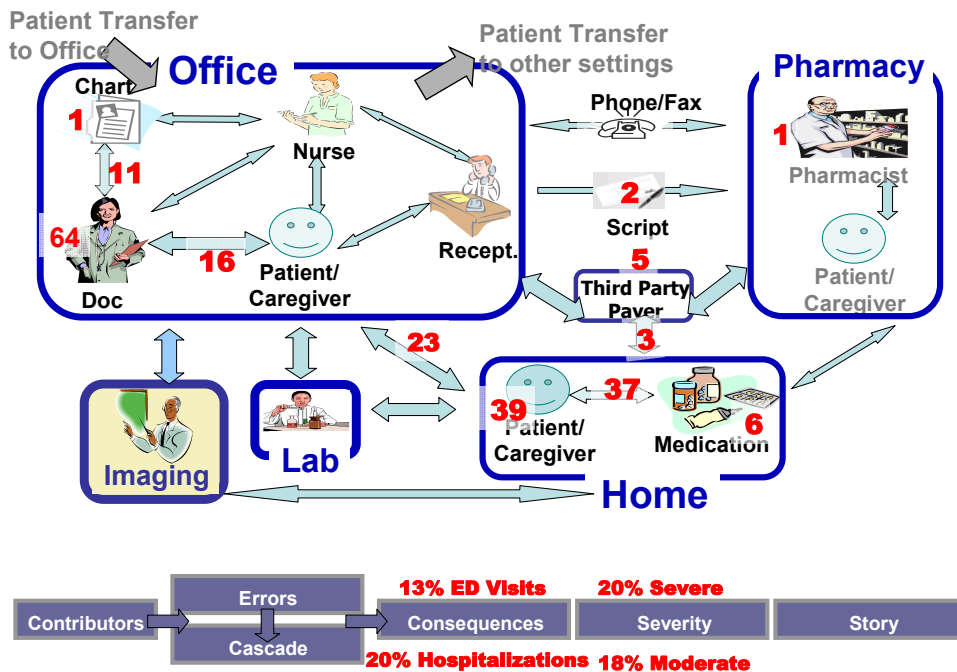 Patient Transfer
to Office
Patient Transfer
to other settings
Office
Pharmacy
Chart
1
Phone/Fax
1
Nurse
11
Pharmacist
2
64
Script
16
Recept.
Doc
Patient/
Caregiver
5
Patient/
Caregiver
Third Party
Payer
23
3
37
39
6
Patient/
Caregiver
Medication
Imaging
Lab
Home
13% ED Visits
20% Severe
Errors
Contributors
Consequences
Severity
Story
Cascade
20% Hospitalizations
18% Moderate